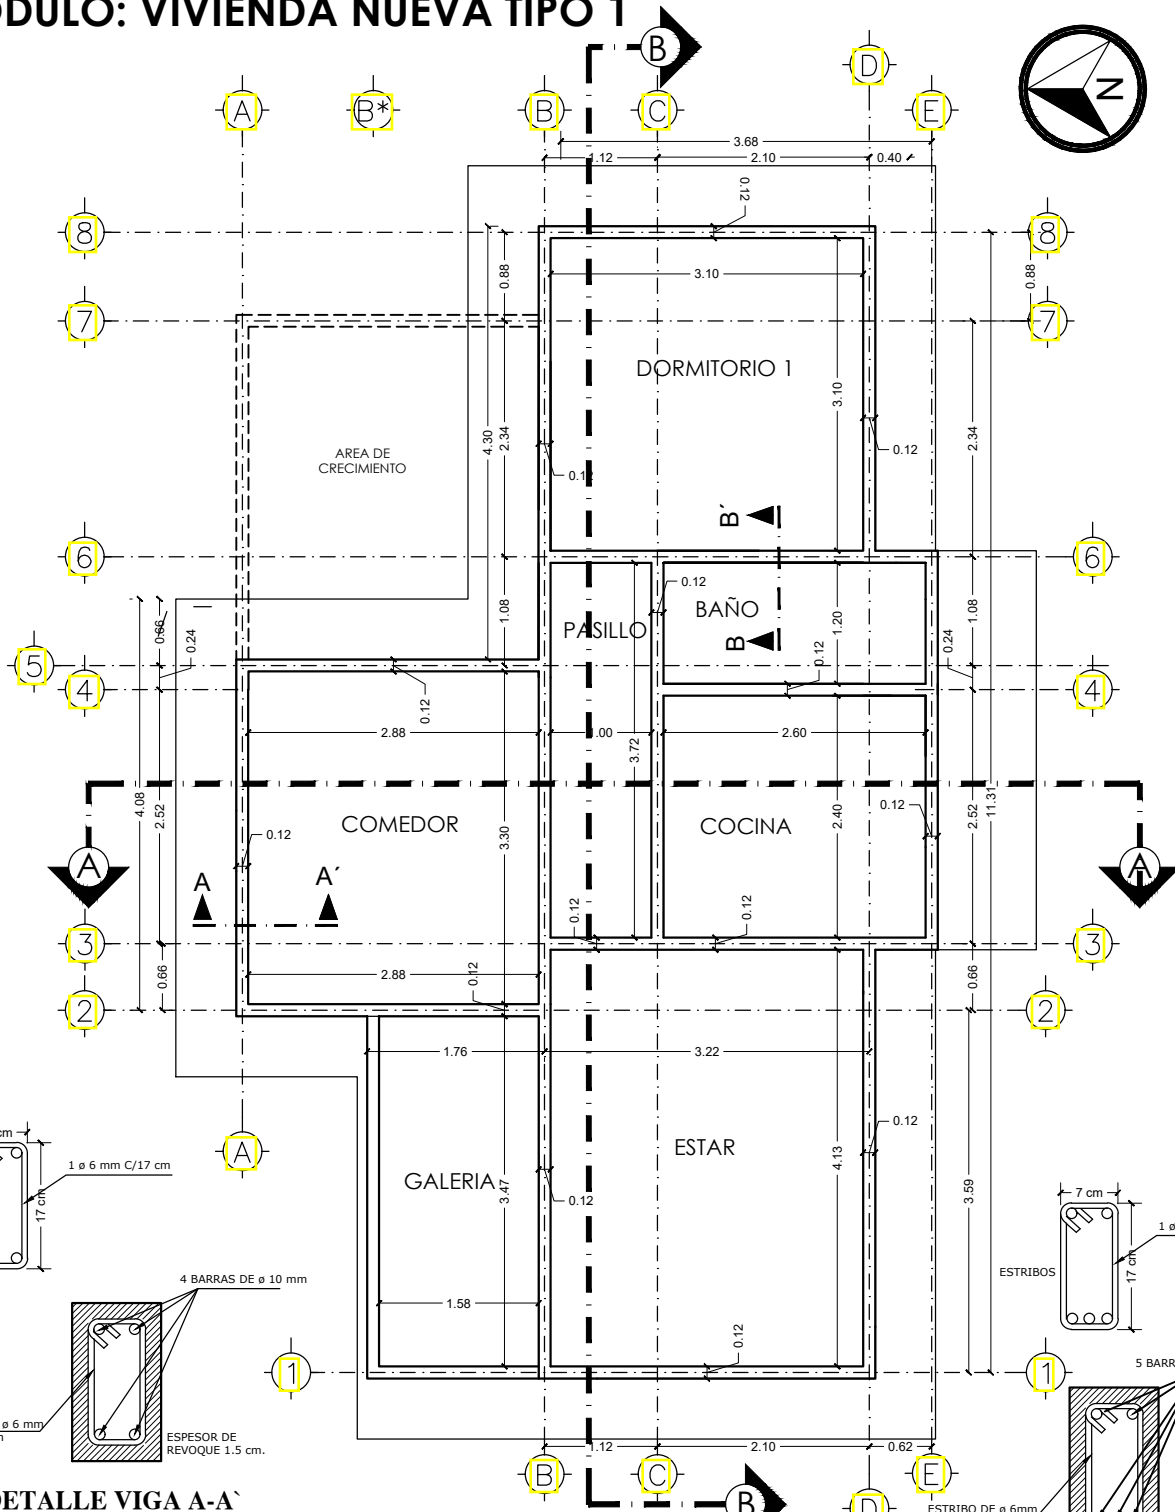 ODULO: VIVIENDA NUEVA TIPO 1
B
D
A
B*
B
C
E
N
3.68
1.12
2.10
0.40
0.12
8
8
0.88
0.88
3.10
7
7
DORMITORIO 1
3.10
4.30
2.34
2.34
AREA DE
CRECIMIENTO
0.12
0.12
B´
6
6
0.12
BAÑO
PASILLO
1.08
1.20
1.08
0.66
0.24
0.24
B
5
0.12
4
4
0.12
2.88
1.00
2.60
3.72
4.08
2.52
2.52
11.31
0.12
COMEDOR
3.30
COCINA
2.40
0.12
A
A
A
A´
0.12
0.12
3
3
2.88
0.12
0.66
0.66
2
2
1.76
3.22
0.12
A
ESTAR
4.13
cm
1 ø 6 mm C/17 cm
17 cm
GALERIA
3.47
0.12
3.59
7 cm
1 ø
17 cm
ESTRIBOS
4 BARRAS DE ø 10 mm
1.58
0.12
1
1
5 BARR
ø 6 mm
ESPESOR DE
REVOQUE 1.5 cm.
1.12
2.10
0.62
B
C
E
DETALLE VIGA A-A`
B
D
ESTRIBO DE ø 6mm